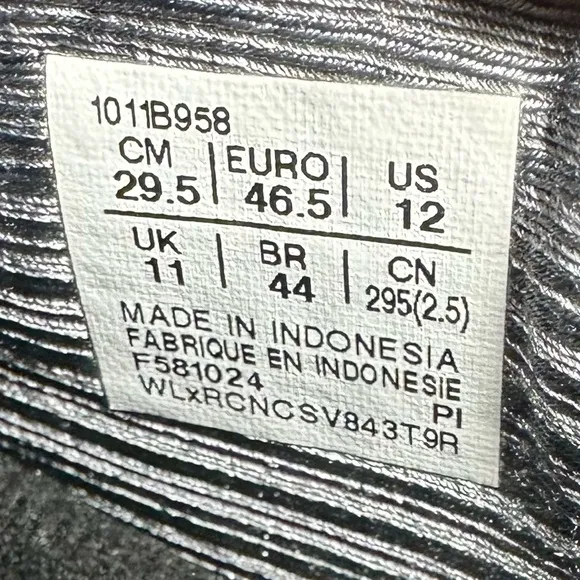 1011B958
CM | EURO | US
29.5 | 46.5 | 12
UK | BR | CN
11 | 44 | 295(2.5)
MADE IN INDONESIA
FABRIQUE EN INDONESIE
F581024 PI
WLxRCNCSV843T9R